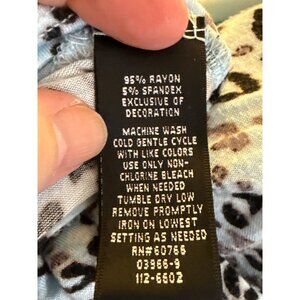 95% RAYON
5% SPANDEX
EXCLUSIVE OF
DECORATION
MACHINE WASH
COLD GENTLE CYCLE
WITH LIKE COLORS
USE ONLY NON-
CHLORINE BLEACH
WHEN NEEDED
TUMBLE DRY LOW
REMOVE PROMPTLY
IRON ON LOWEST
SETTING AS NEEDED
RN#60766
03966-9
112-6602